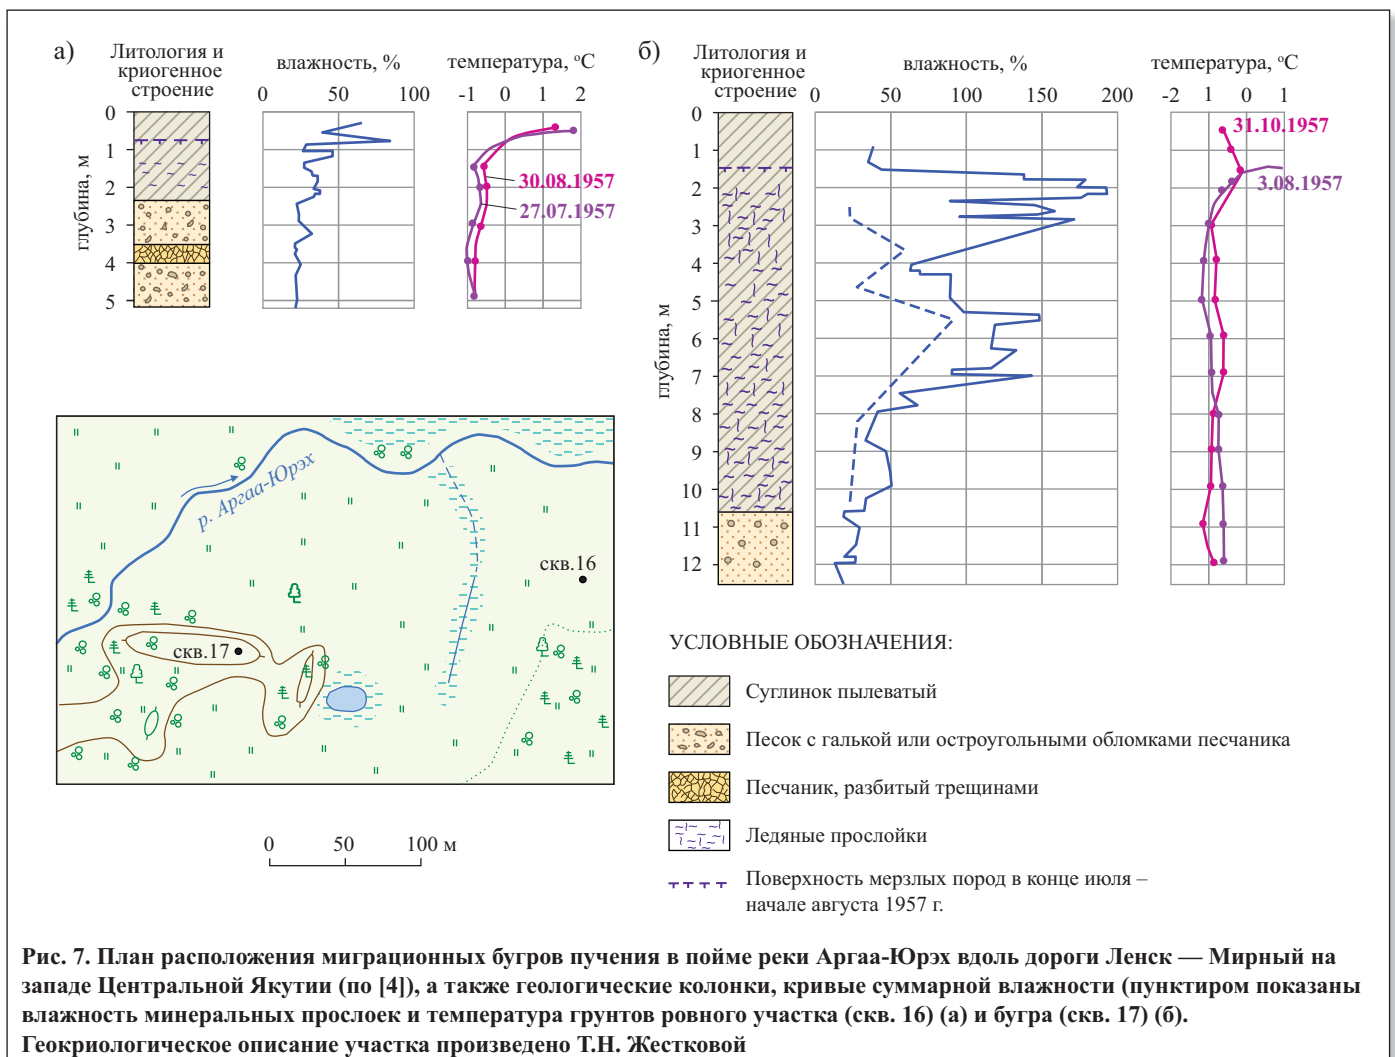 а)
Литология и
криогенное
строение
влажность, %
температура, °C
0 50 100
-1 0 1 2
0
1
2
3
4
5
глубина, м
30.08.1957
27.07.1957
б)
Литология и
криогенное
строение
влажность, %
температура, °C
0 50 100 150 200
-2 1 0 1
0
1
2
3
4
5
6
7
8
9
10
11
12
глубина, м
31.10.1957
3.08.1957
р. Аргаа-Юрэх
скв.16
скв.17
0 50 100 м
УСЛОВНЫЕ ОБОЗНАЧЕНИЯ:
Суглинок пылеватый
Песок с галькой или остроугольными обломками песчаника
Песчаник, разбитый трещинами
Ледяные прослойки
Поверхность мерзлых пород в конце июля –
начале августа 1957 г.
Рис. 7. План расположения миграционных бугров пучения в пойме реки Аргаа-Юрэх вдоль дороги Ленск — Мирный на
западе Центральной Якутии (по [4]), а также геологические колонки, кривые суммарной влажности (пунктиром показаны
влажность минеральных прослоек и температура грунтов ровного участка (скв. 16) (а) и бугра (скв. 17) (б).
Геокриологическое описание участка произведено Т.Н. Жестковой